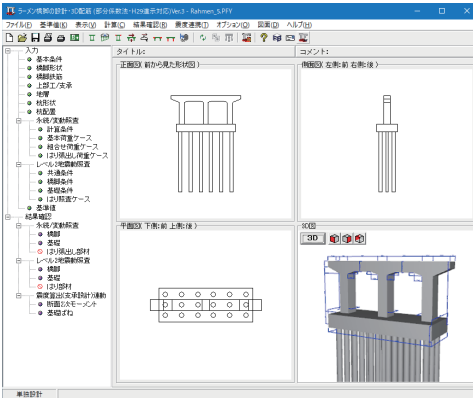 ラーメン橋脚の設計・3D配筋(部分係数法・H29道示対応)Ver.3 - Rahmen_5.PFY
ファイル(F) 基準値(K) 表示(V) 計算(C) 結果確認(R) 震度連携(T) オプション(O) 図面(D) ヘルプ(H)
タイトル:
コメント:
入力
基本条件
橋脚形状
橋脚鉄筋
上部工/支承
地層
杭形状
杭配置
永続/変動照査
計算条件
基本荷重ケース
組合せ荷重ケース
はり張出し荷重ケース
レベル2地震動照査
共通条件
橋脚条件
基礎条件
はり照査ケース
基準値
結果確認
永続/変動照査
橋脚
基礎
はり張出し部材
レベル2地震動照査
橋脚
基礎
はり部材
震度算出(支承設計)連動
断面2次モーメント
基礎ばね
正面図(前から見た形状図)
側面図(左側:前 右側:後)
平面図(下側:前 上側:後)
3D図
3D
単独設計